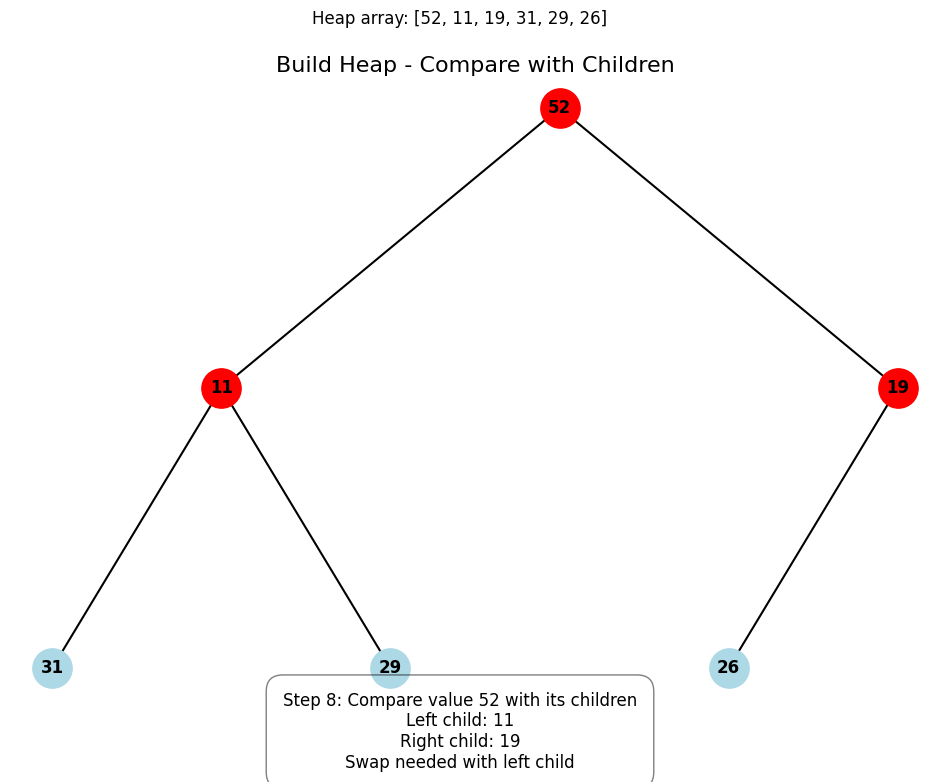 Heap array: [52, 11, 19, 31, 29, 26]
Build Heap - Compare with Children
52
11
19
31
29
26
Step 8: Compare value 52 with its children
Left child: 11
Right child: 19
Swap needed with left child